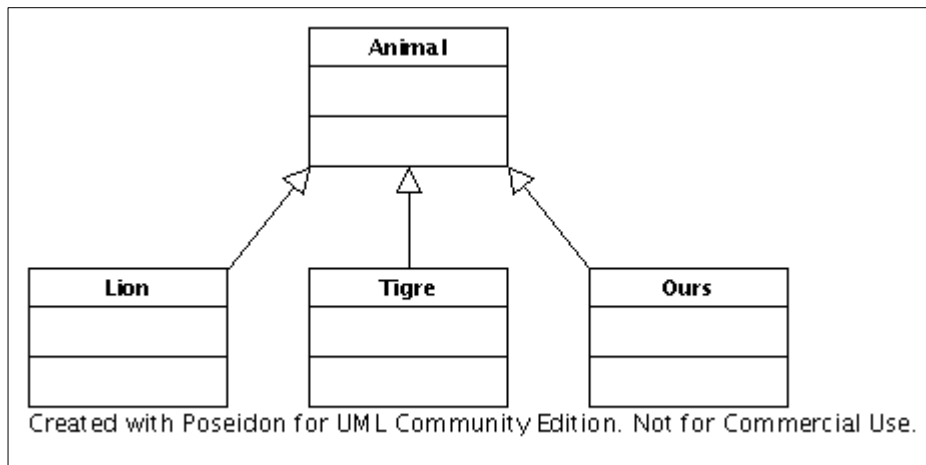 Animal
Lion
Tigre
Ours
Created with Poseidon for UML Community Edition. Not for Commercial Use.